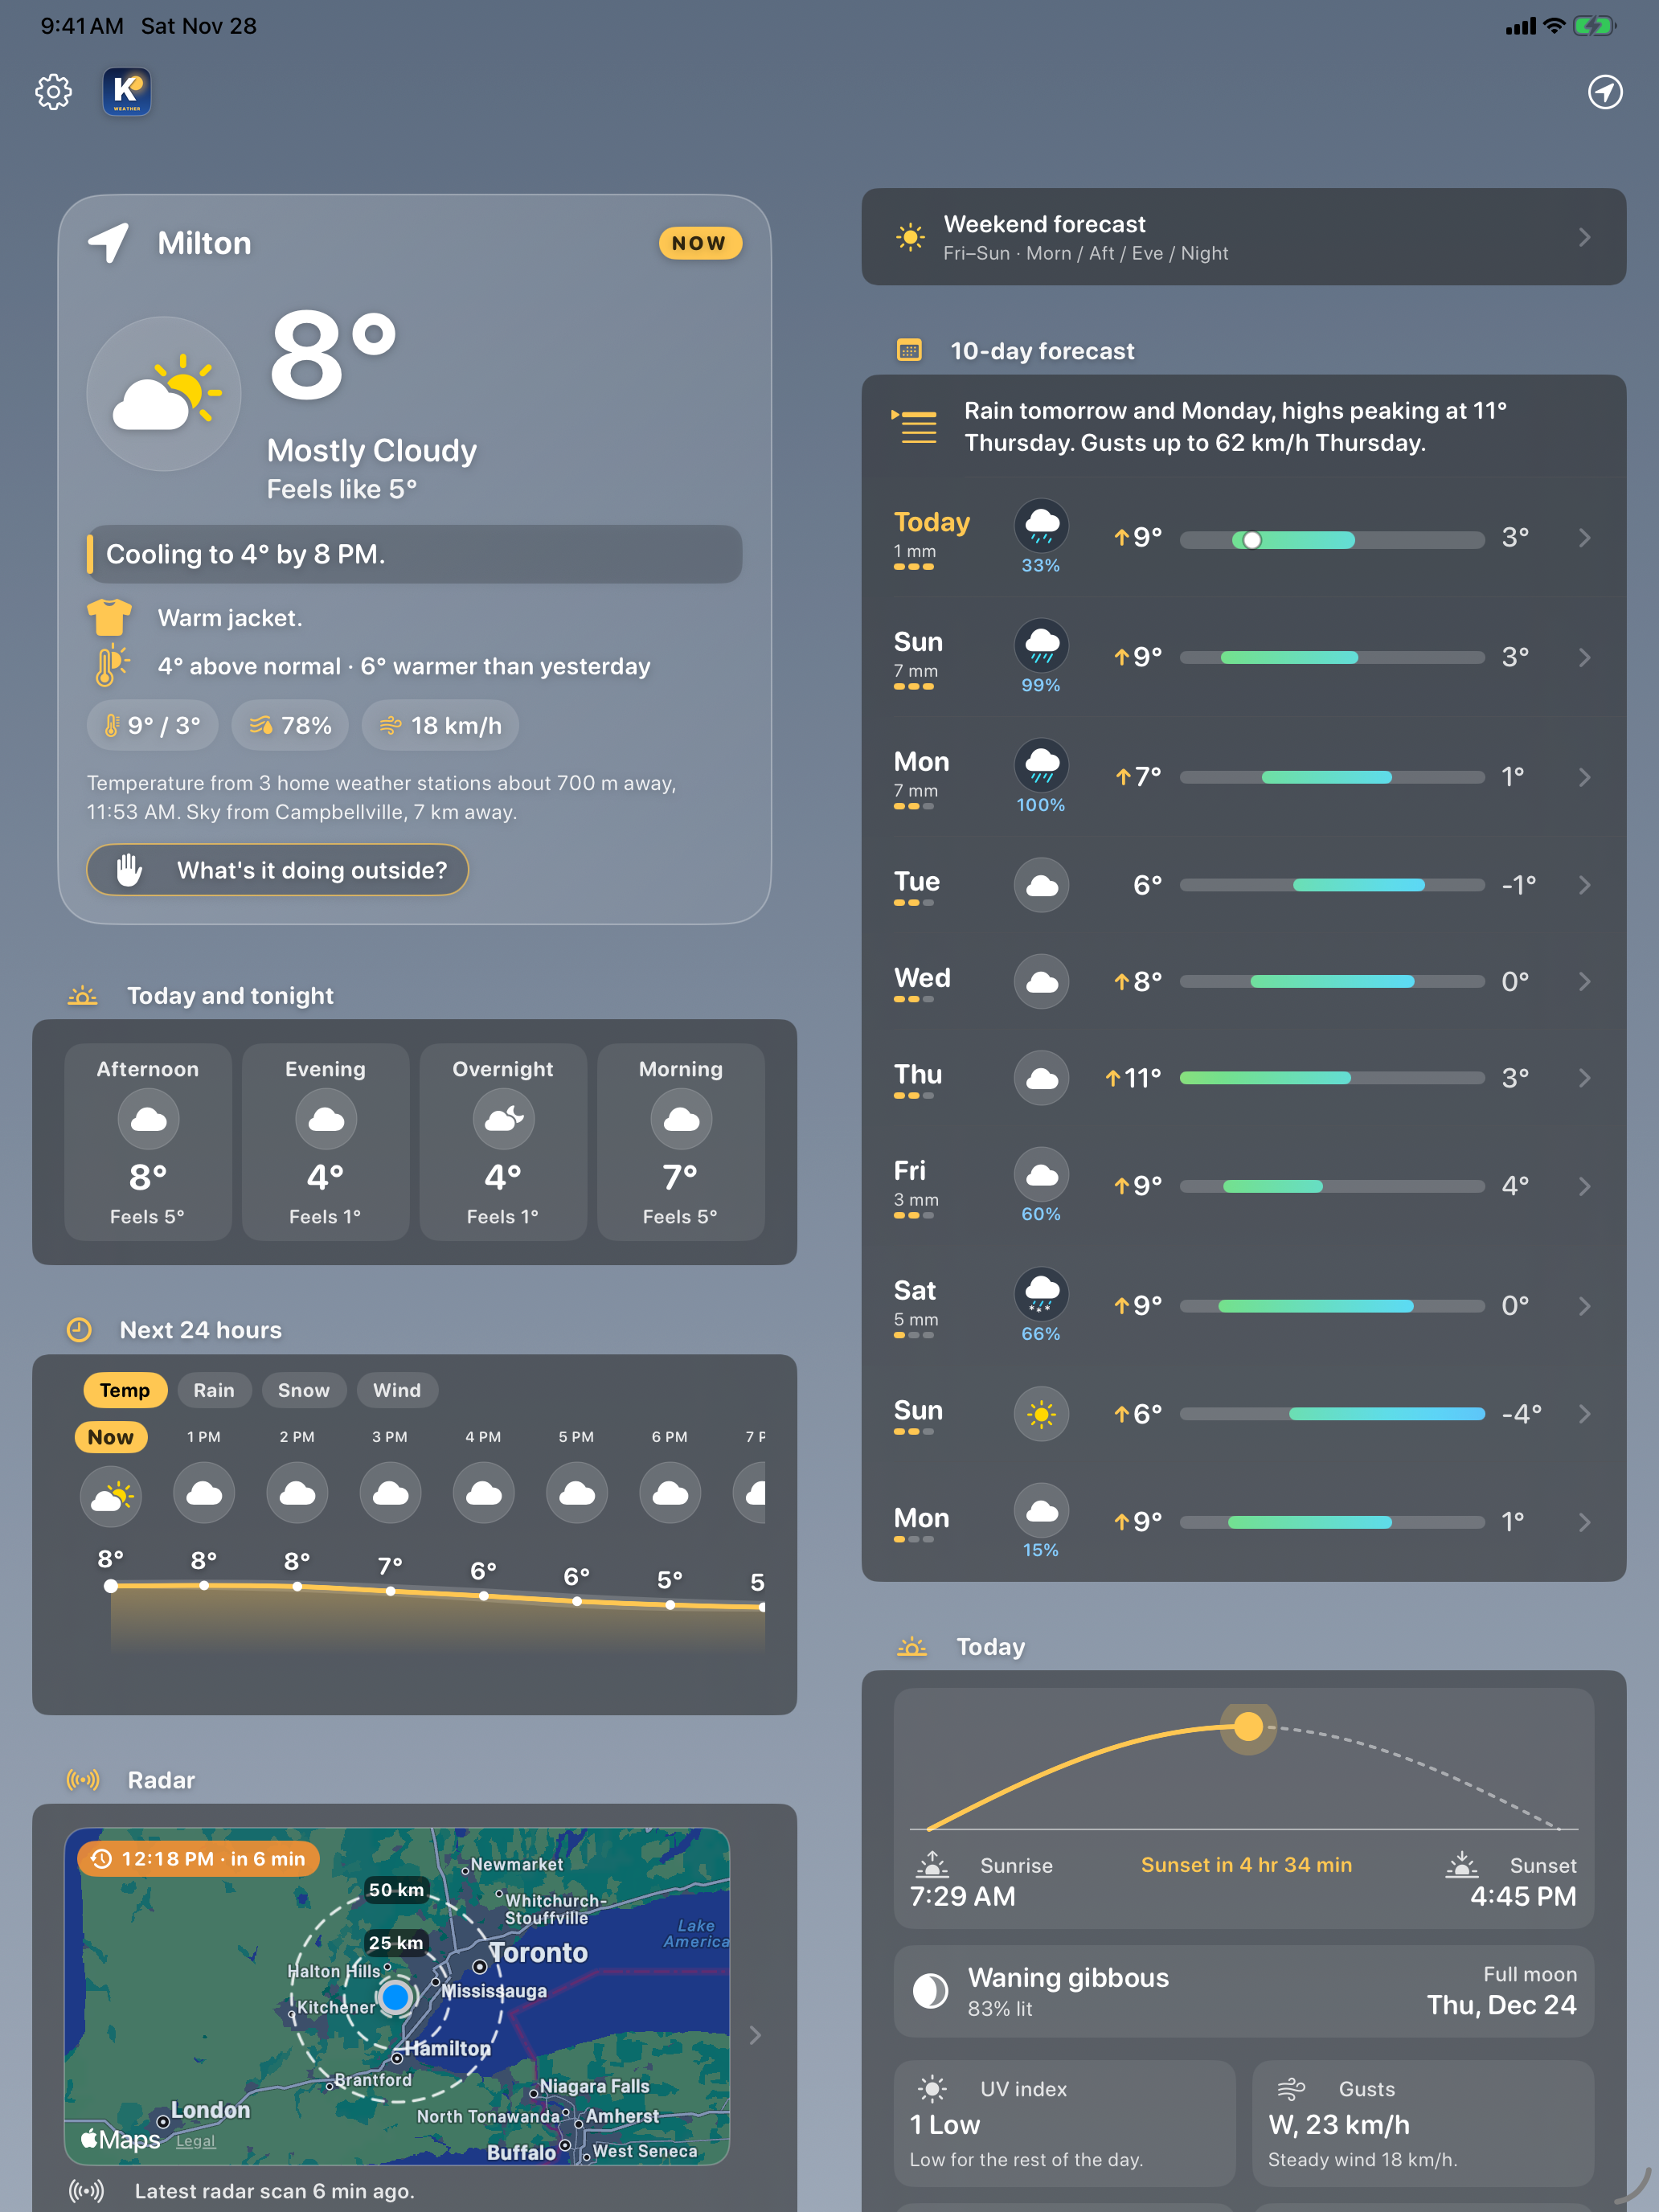 9:41 AM Sat Nov 28
K
WEATHER
Milton
NOW
8°
Mostly Cloudy
Feels like 5°
Cooling to 4° by 8 PM.
Warm jacket.
4° above normal · 6° warmer than yesterday
9° / 3°
78%
18 km/h
Temperature from 3 home weather stations about 700 m away,
11:53 AM. Sky from Campbellville, 7 km away.
What's it doing outside?
Today and tonight
Afternoon
8°
Feels 5°
Evening
4°
Feels 1°
Overnight
4°
Feels 1°
Morning
7°
Feels 5°
Next 24 hours
Temp Rain Snow Wind
Now 1 PM 2 PM 3 PM 4 PM 5 PM 6 PM 7 P
8° 8° 8° 7° 6° 6° 5° 5
Radar
12:18 PM · in 6 min
50 km
25 km
Newmarket
Whitchurch-
Stouffville
Lake
America
Toronto
Halton Hills
Mississauga
Kitchener
Hamilton
Brantford
Niagara Falls
London
North Tonawanda
Amherst
Buffalo
West Seneca
Maps
Legal
Latest radar scan 6 min ago.
Weekend forecast
Fri–Sun · Morn / Aft / Eve / Night
10-day forecast
Rain tomorrow and Monday, highs peaking at 11°
Thursday. Gusts up to 62 km/h Thursday.
Today
1 mm
33%
9° 3°
Sun
7 mm
99%
9° 3°
Mon
7 mm
100%
7° 1°
Tue
6° -1°
Wed
8° 0°
Thu
11° 3°
Fri
3 mm
60%
9° 4°
Sat
5 mm
66%
9° 0°
Sun
6° -4°
Mon
15%
9° 1°
Today
Sunrise
7:29 AM
Sunset in 4 hr 34 min
Sunset
4:45 PM
Waning gibbous
83% lit
Full moon
Thu, Dec 24
UV index
1 Low
Low for the rest of the day.
Gusts
W, 23 km/h
Steady wind 18 km/h.